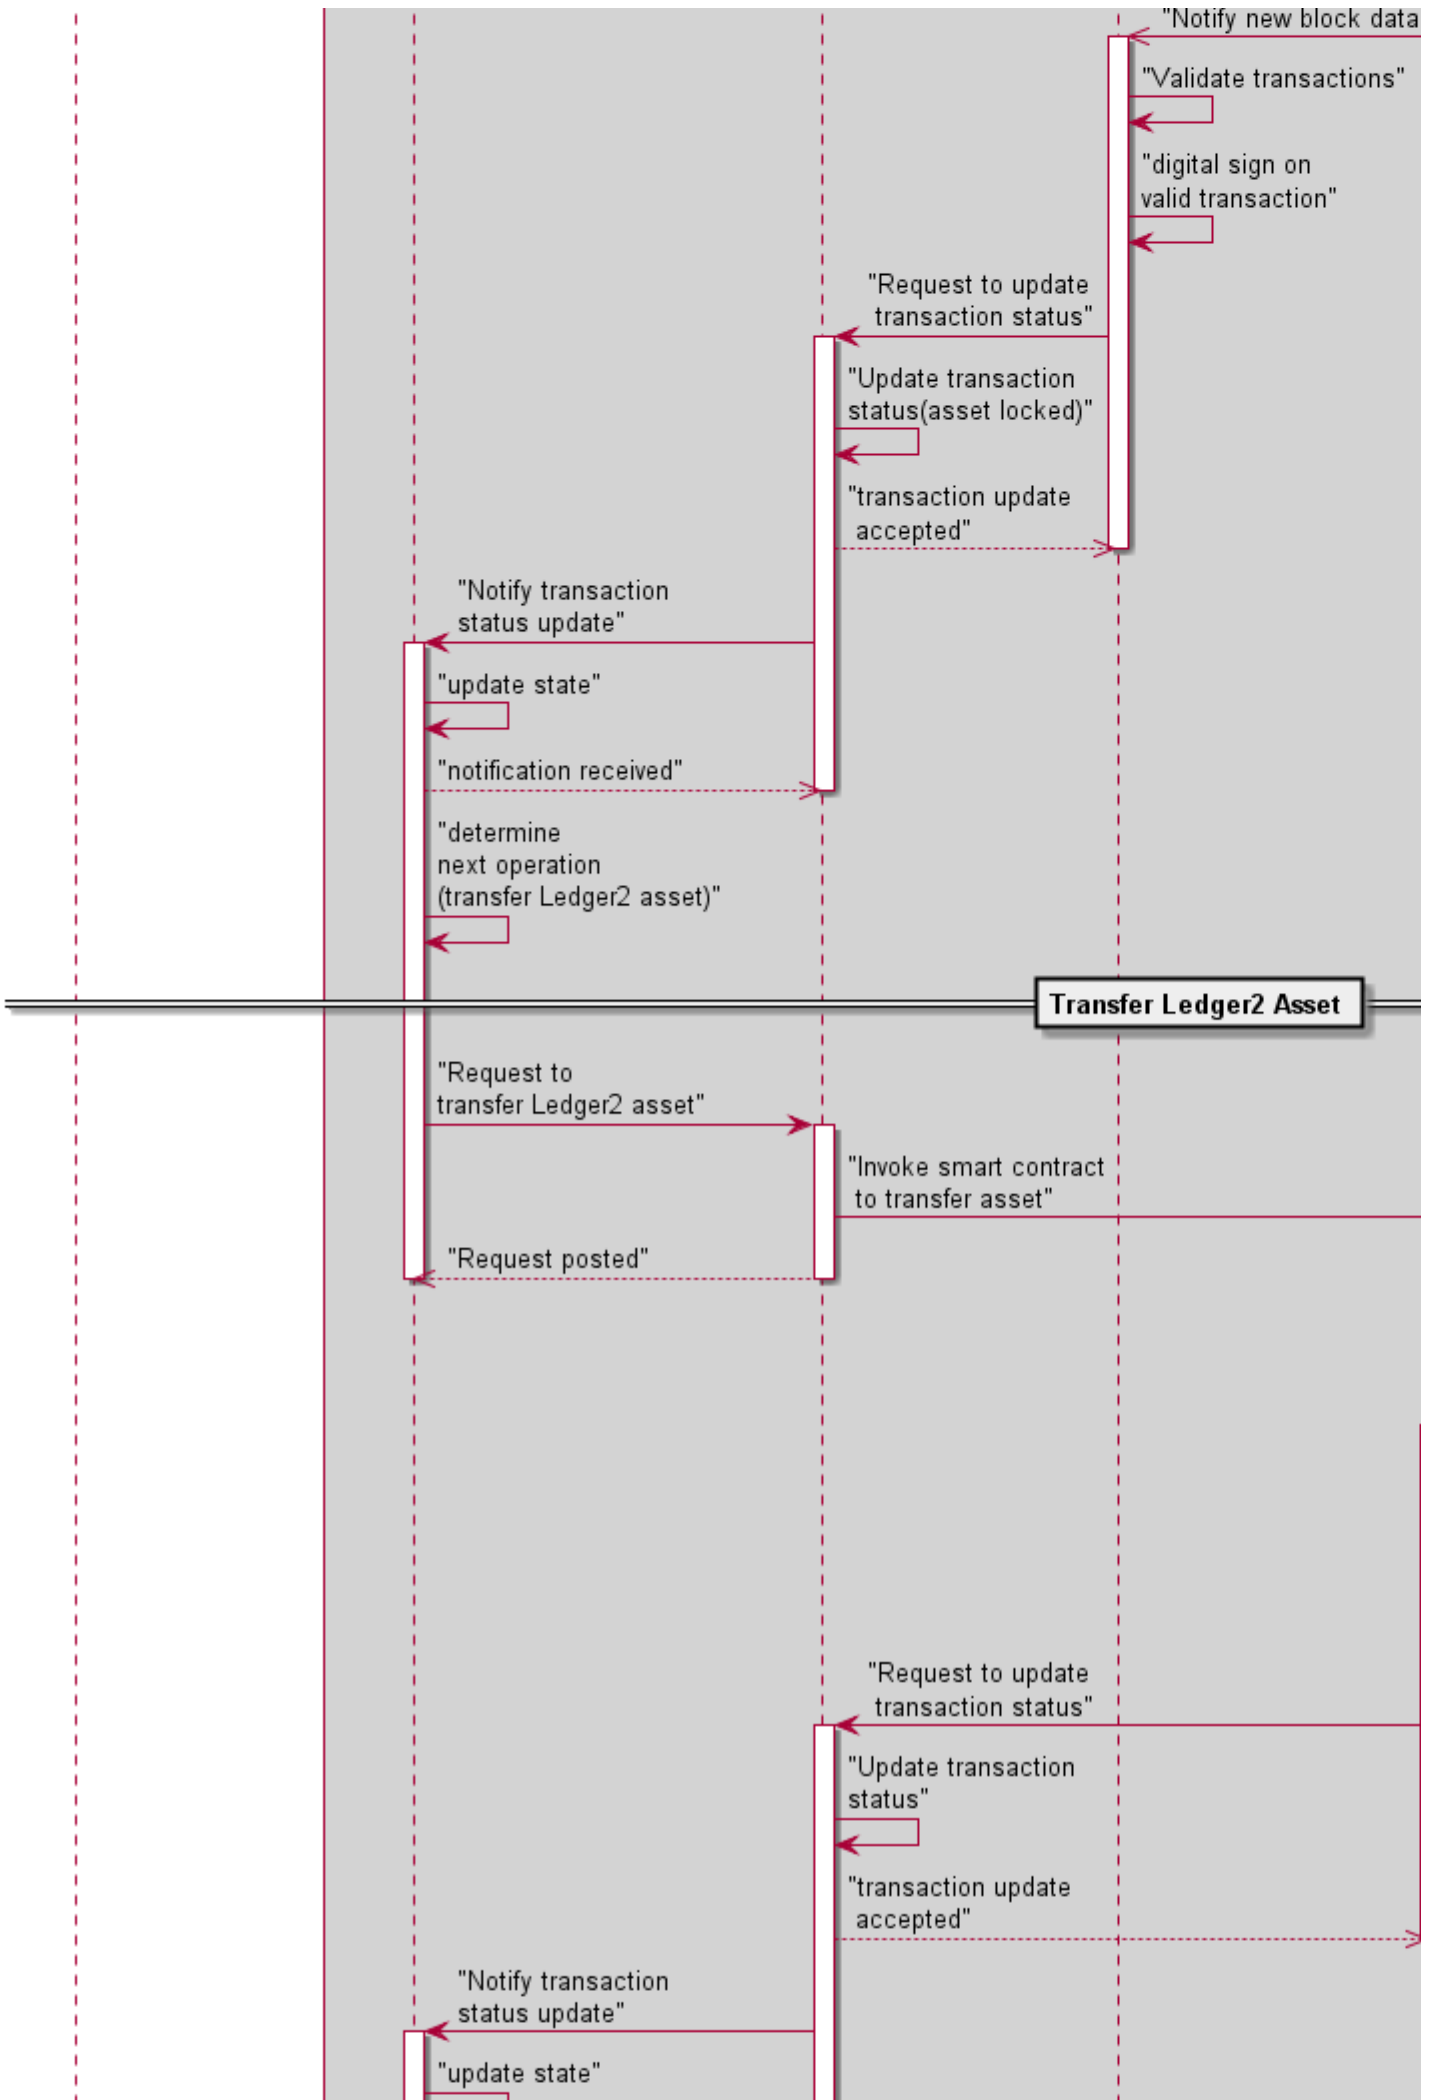 "Notify new block data
"Validate transactions"
"digital sign on
valid transaction"
"Request to update
transaction status"
"Update transaction
status(asset locked)"
"transaction update
accepted"
"Notify transaction
status update"
"update state"
"notification received"
"determine
next operation
(transfer Ledger2 asset)"
Transfer Ledger2 Asset
"Request to
transfer Ledger2 asset"
"Invoke smart contract
to transfer asset"
"Request posted"
"Request to update
transaction status"
"Update transaction
status"
"transaction update
accepted"
"Notify transaction
status update"
"update state"